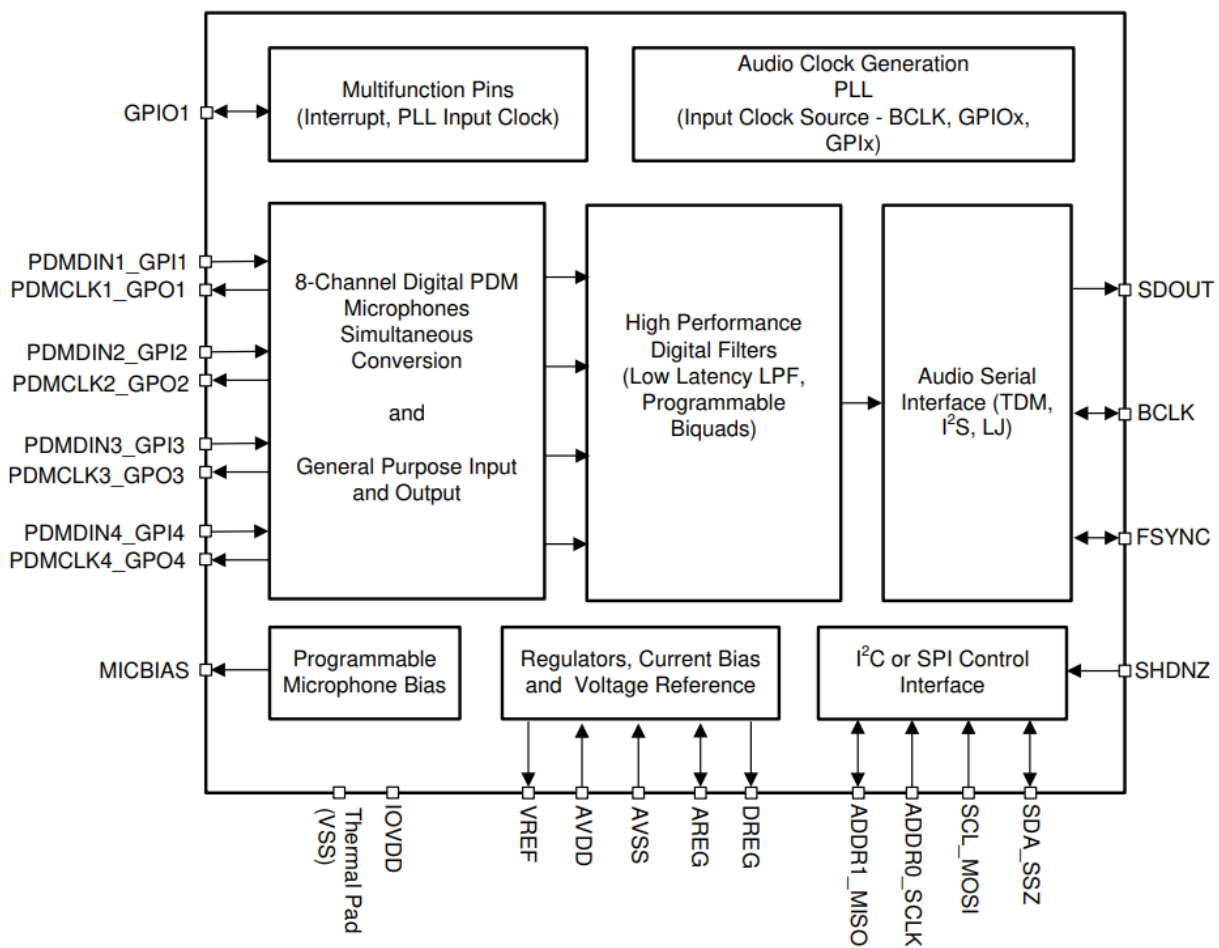 Multifunction Pins
(Interrupt, PLL Input Clock)
Audio Clock Generation
PLL
(Input Clock Source - BCLK, GPIOx,
GPIx)
GPIO1
PDMDIN1_GPI1
PDMCLK1_GPO1
PDMDIN2_GPI2
PDMCLK2_GPO2
PDMDIN3_GPI3
PDMCLK3_GPO3
PDMDIN4_GPI4
PDMCLK4_GPO4
8-Channel Digital PDM
Microphones
Simultaneous
Conversion
and
General Purpose Input
and Output
High Performance
Digital Filters
(Low Latency LPF,
Programmable
Biquads)
Audio Serial
Interface (TDM,
I²S, LJ)
SDOUT
BCLK
FSYNC
MICBIAS
Programmable
Microphone Bias
Regulators, Current Bias
and Voltage Reference
I²C or SPI Control
Interface
SHDNZ
Thermal Pad
(VSS)
IOVDD
VREF
AVDD
AVSS
AREG
DREG
ADDR1_MISO
ADDR0_SCLK
SCL_MOSI
SDA_SSZ